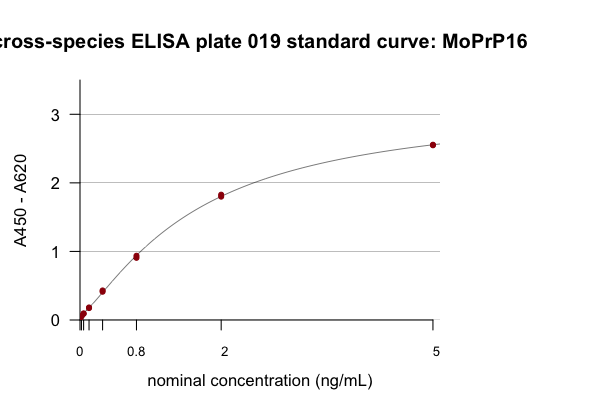 cross-species ELISA plate 019 standard curve: MoPrP16
A450 - A620
3
2
1
0
0 0.8 2 5
nominal concentration (ng/mL)